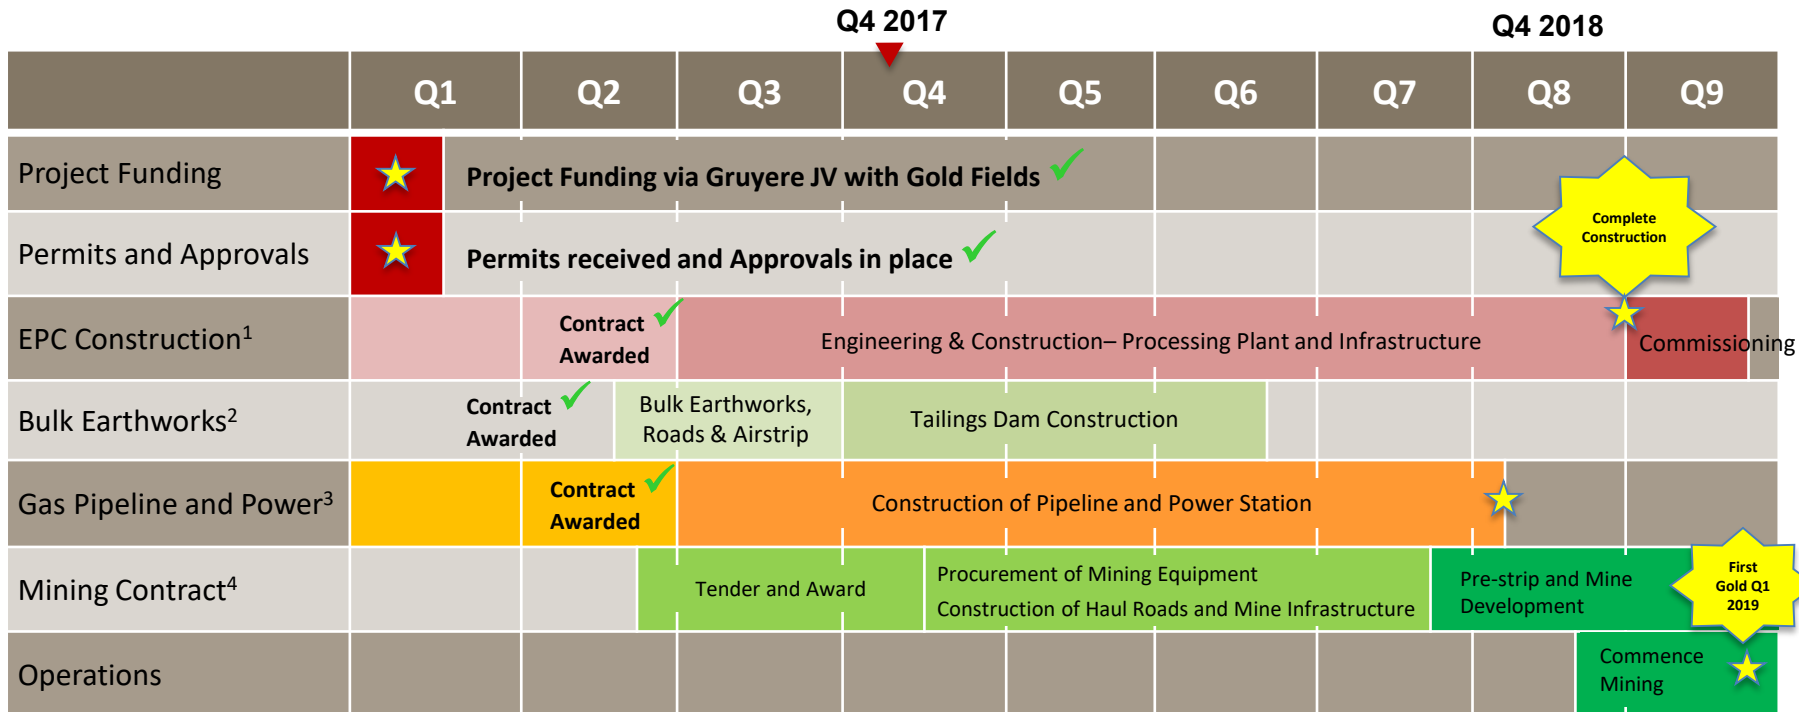 Q4 2017
Q4 2018
Q1 Q2 Q3 Q4 Q5 Q6 Q7 Q8 Q9
Project Funding
Project Funding via Gruyere JV with Gold Fields
Complete
Construction
Permits and Approvals
Permits received and Approvals in place
EPC Construction¹
Contract
Awarded
Engineering & Construction– Processing Plant and Infrastructure
Commissioning
Bulk Earthworks²
Contract
Awarded
Bulk Earthworks,
Roads & Airstrip
Tailings Dam Construction
Gas Pipeline and Power³
Contract
Awarded
Construction of Pipeline and Power Station
Mining Contract⁴
Tender and Award
Procurement of Mining Equipment
Construction of Haul Roads and Mine Infrastructure
Pre-strip and Mine
Development
First
Gold Q1
2019
Operations
Commence
Mining